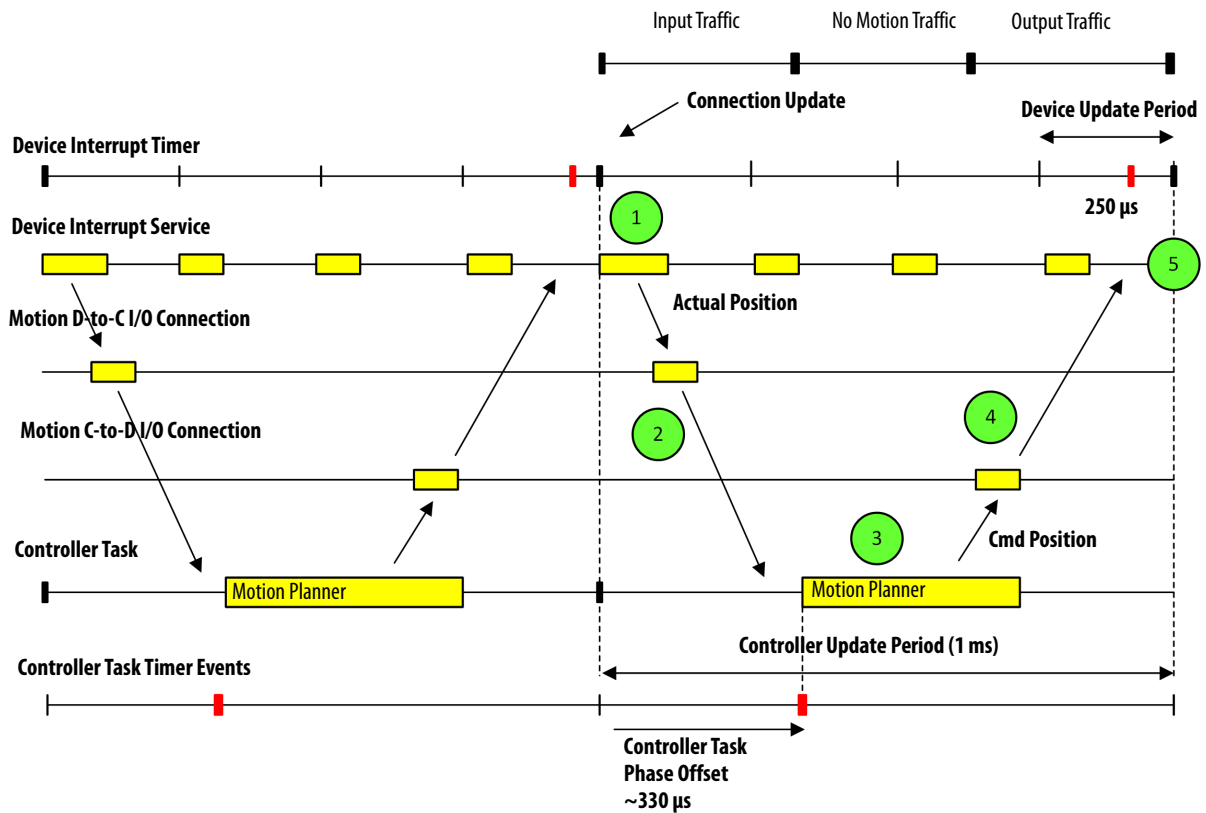 Input Traffic
No Motion Traffic
Output Traffic
Connection Update
Device Update Period
Device Interrupt Timer
250 µs
1
Device Interrupt Service
5
Actual Position
Motion D-to-C I/O Connection
2
4
Motion C-to-D I/O Connection
3
Cmd Position
Controller Task
Motion Planner
Motion Planner
Controller Update Period (1 ms)
Controller Task Timer Events
Controller Task
Phase Offset
~330 µs